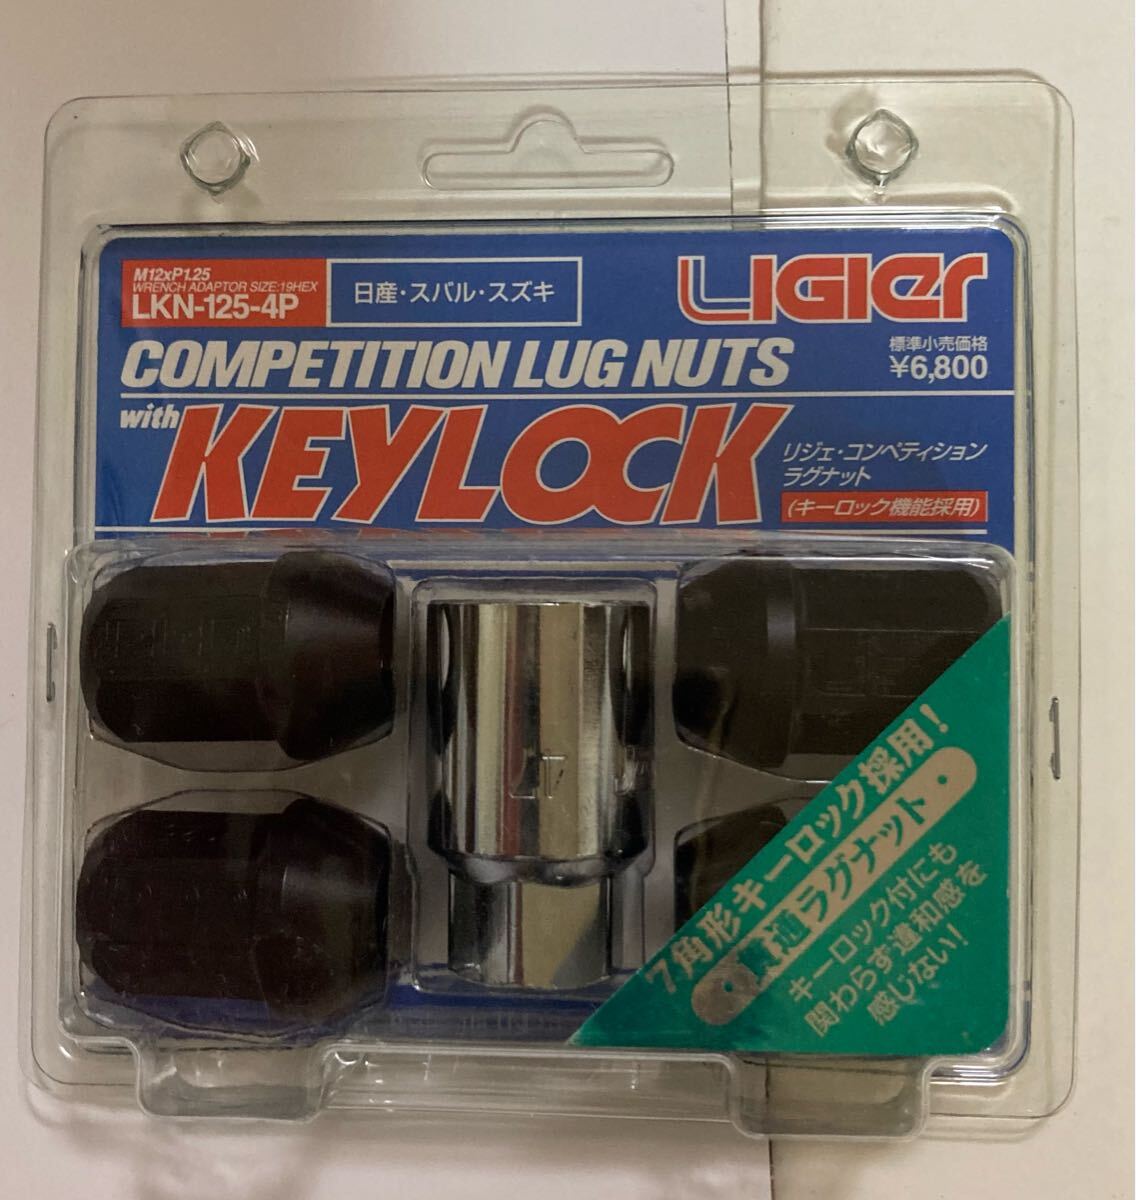 M12xP1.25
WRENCH ADAPTOR SIZE:19HEX
LKN-125-4P
日産・スバル・スズキ
LIGIER
標準小売価格
¥6,800
COMPETITION LUG NUTS
with
KEYLOCK
リジェ・コンペティション
ラグナット
(キーロック機能採用)
7角形キーロック採用!
通ラグナット
キーロック付にも
関わらず違和感を
感じない!